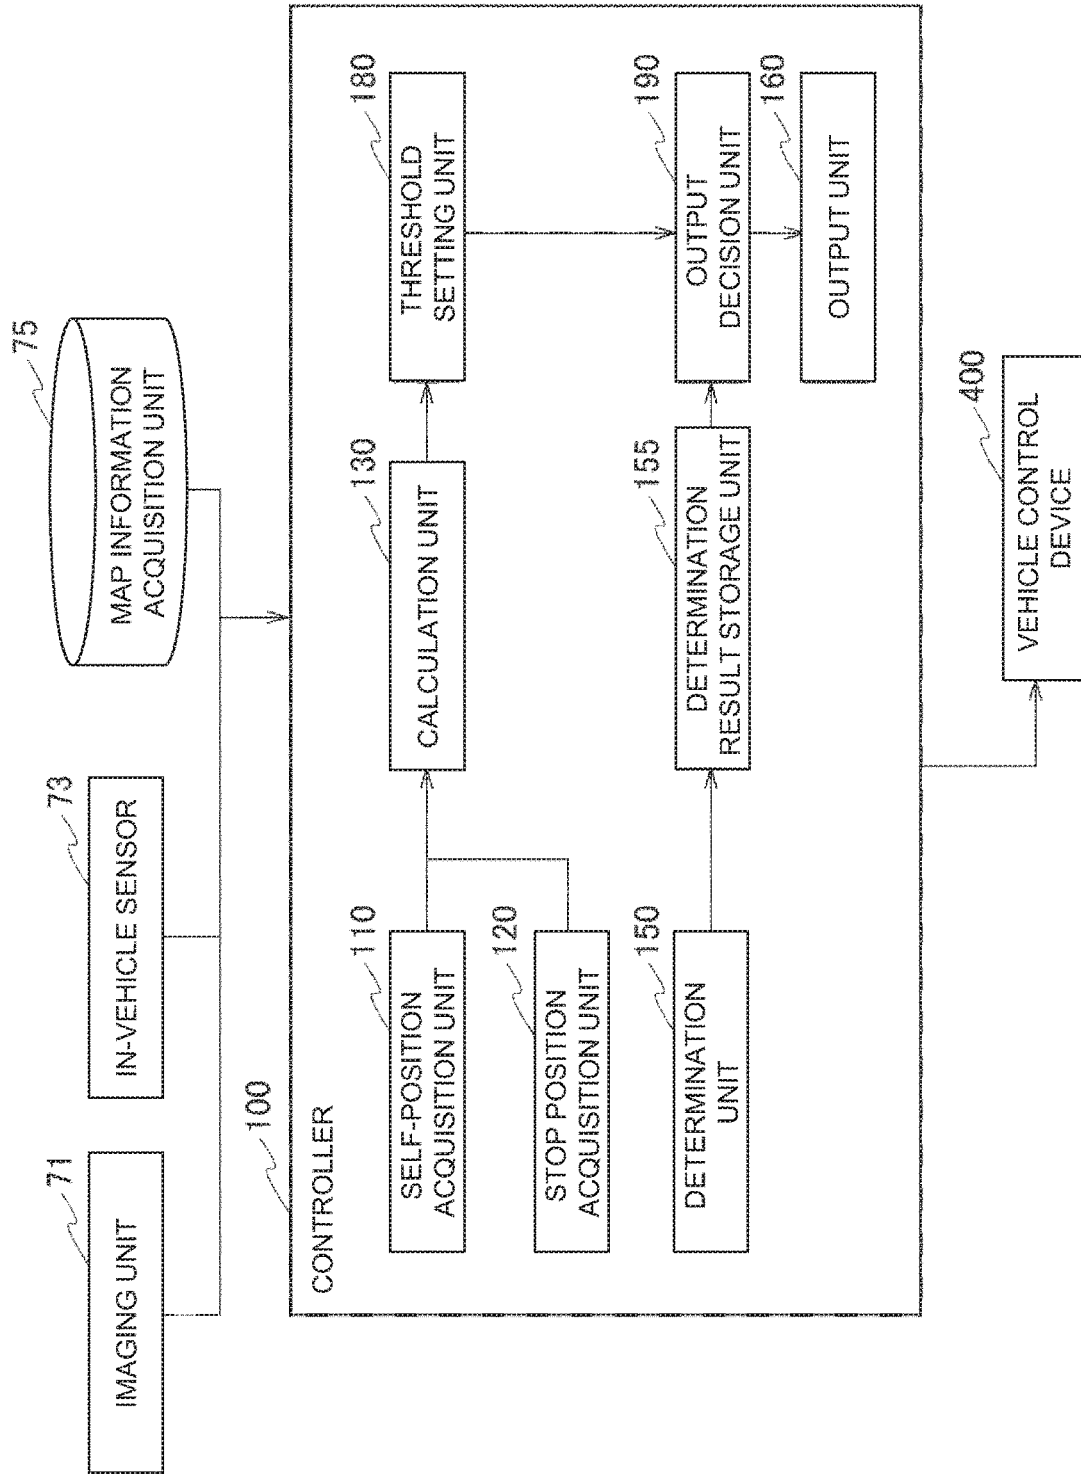 71
IMAGING UNIT
73
IN-VEHICLE SENSOR
75
MAP INFORMATION
ACQUISITION UNIT
100
CONTROLLER
110
SELF-POSITION
ACQUISITION UNIT
130
CALCULATION UNIT
180
THRESHOLD
SETTING UNIT
120
STOP POSITION
ACQUISITION UNIT
150
DETERMINATION
UNIT
155
DETERMINATION
RESULT STORAGE UNIT
190
OUTPUT
DECISION UNIT
160
OUTPUT UNIT
400
VEHICLE CONTROL
DEVICE